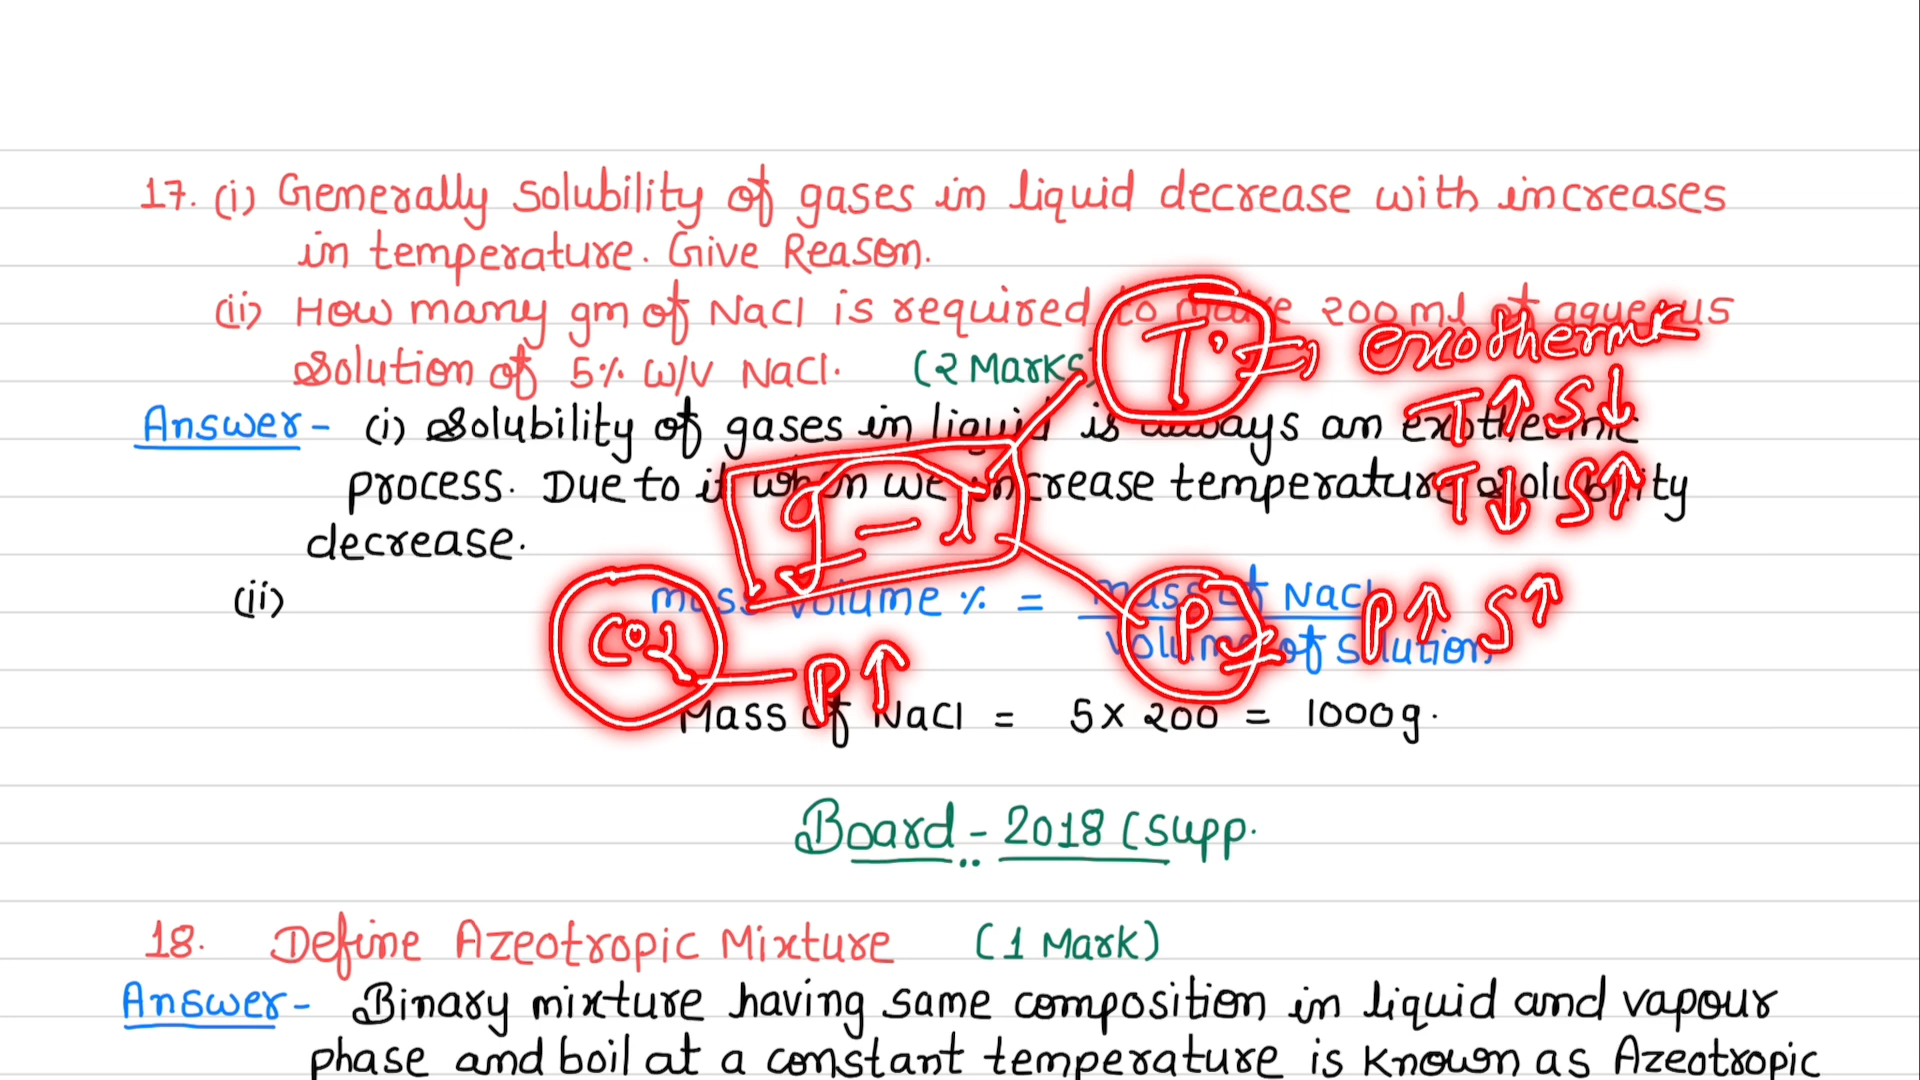 17. (i) Generally solubility of gases in liquid decrease with increases
in temperature. Give Reason.
(ii) How many gm of NaCl is required to make 200 ml of aqueous
solution of 5% w/v NaCl. (2 Marks)
T. exothermic
T↑ S↓
T↓ S↑
Answer- (i) Solubility of gases in liquid is always an exothermic
process. Due to it when we increase temperature solubility
decrease.
g - l
(ii) mass volume % = mass of NaCl / volume of solution
CO2 P↑
P P↑ S↑
Mass of NaCl = 5 x 200 = 1000g.
Board - 2018 (Supp.
18. Define Azeotropic Mixture (1 Mark)
Answer- Binary mixture having same composition in liquid and vapour
phase and boil at a constant temperature is known as Azeotropic